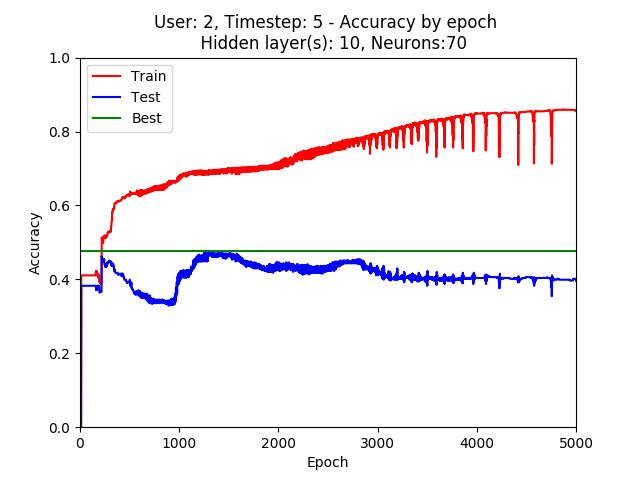 User: 2, Timestep: 5 - Accuracy by epoch
Hidden layer(s): 10, Neurons:70
Train
Test
Best
1.0
0.8
0.6
0.4
0.2
0.0
Accuracy
0 1000 2000 3000 4000 5000
Epoch